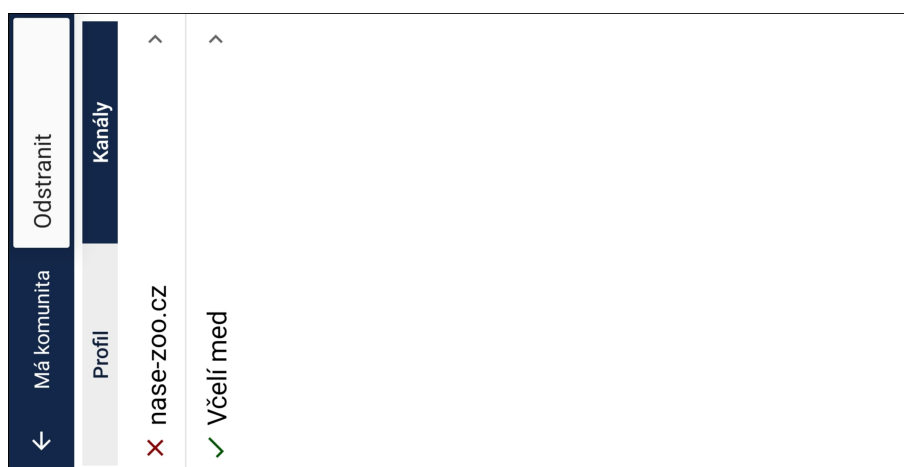 Má komunita
Odstranit
Profil
Kanály
nase-zoo.cz
Včelí med